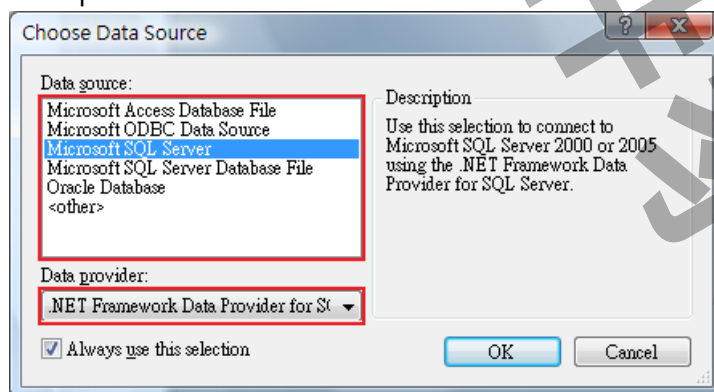 Choose Data Source
Data source:
Microsoft Access Database File
Microsoft ODBC Data Source
Microsoft SQL Server
Microsoft SQL Server Database File
Oracle Database
<other>
Description
Use this selection to connect to
Microsoft SQL Server 2000 or 2005
using the .NET Framework Data
Provider for SQL Server.
Data provider:
.NET Framework Data Provider for
Always use this selection
OK
Cancel